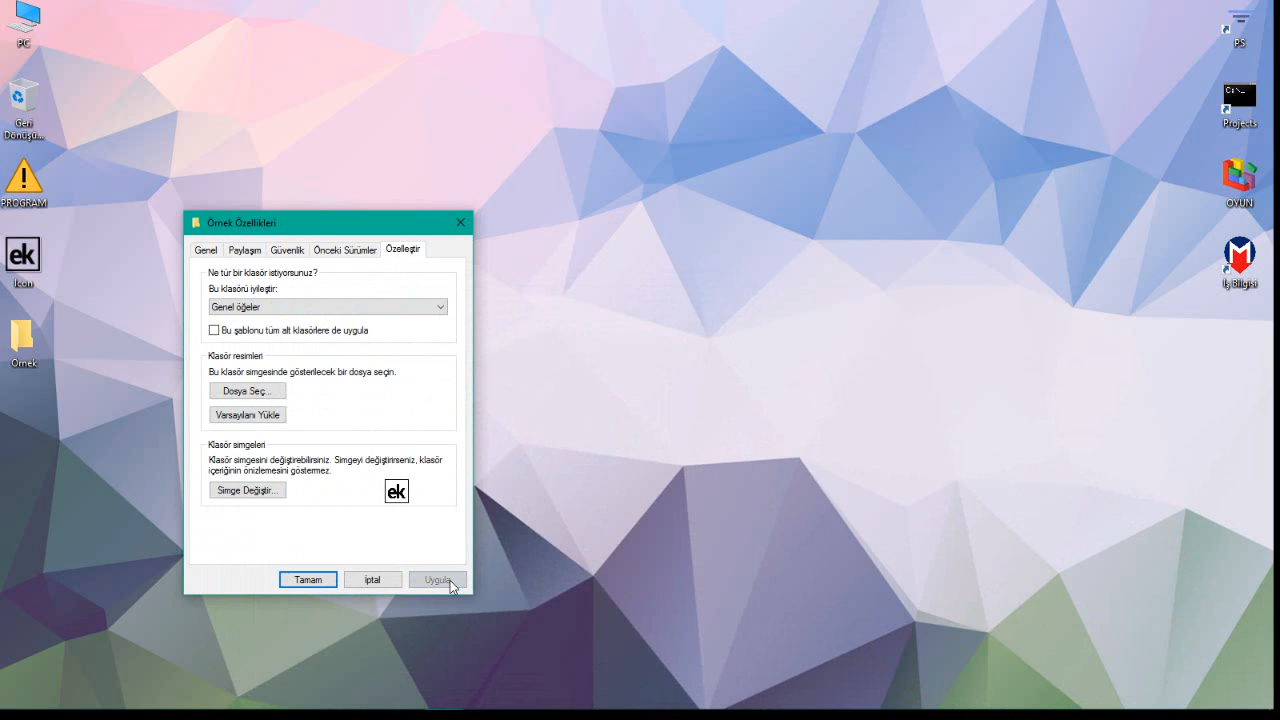 PC
Geri
Dönüşü...
PROGRAM
ek
Icon
Örnek
Örnek Özellikleri
Genel Paylaşım Güvenlik Önceki Sürümler Özelleştir
Ne tür bir klasör istiyorsunuz?
Bu klasörü iyileştir:
Genel öğeler
Bu şablonu tüm alt klasörlere de uygula
Klasör resimleri
Bu klasör simgesinde gösterilecek bir dosya seçin.
Dosya Seç...
Varsayılanı Yükle
Klasör simgeleri
Klasör simgesini değiştirebilirsiniz. Simgeyi değiştirirseniz, klasör
içeriğinin önizlemesini göstermez.
Simge Değiştir...
ek
Tamam İptal Uygula
PS
C:\_
Projects
OYUN
M
İş Bilgisi